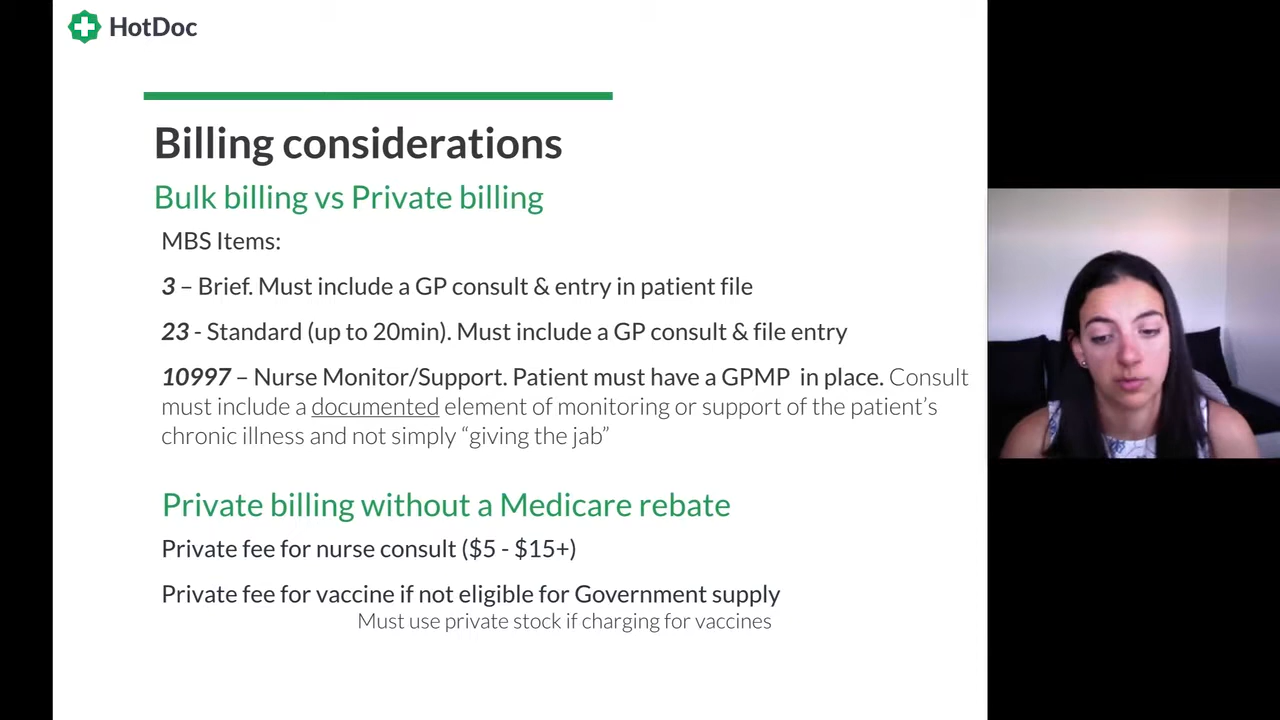 HotDoc
Billing considerations
Bulk billing vs Private billing
MBS Items:
3 – Brief. Must include a GP consult & entry in patient file
23 - Standard (up to 20min). Must include a GP consult & file entry
10997 – Nurse Monitor/Support. Patient must have a GPMP in place. Consult
must include a documented element of monitoring or support of the patient's
chronic illness and not simply “giving the jab”
Private billing without a Medicare rebate
Private fee for nurse consult ($5 - $15+)
Private fee for vaccine if not eligible for Government supply
Must use private stock if charging for vaccines